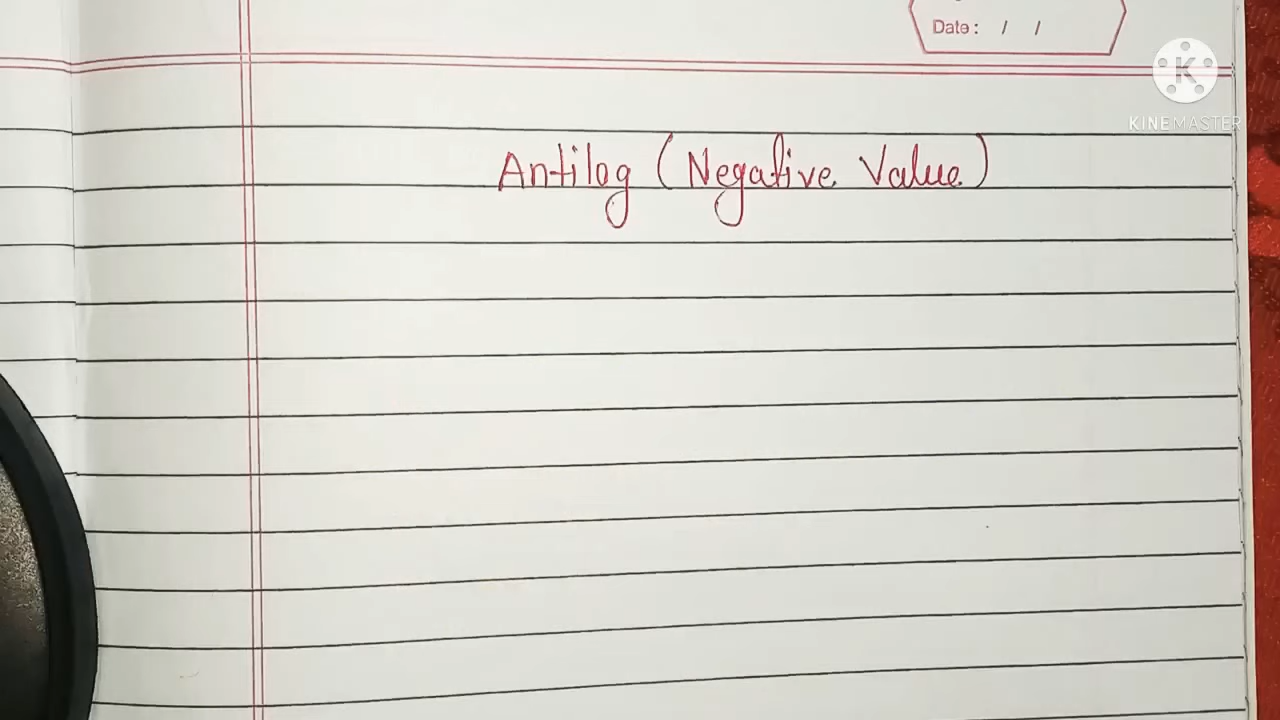 Date : / /
K
KINEMASTER
Antilog (Negative Value)